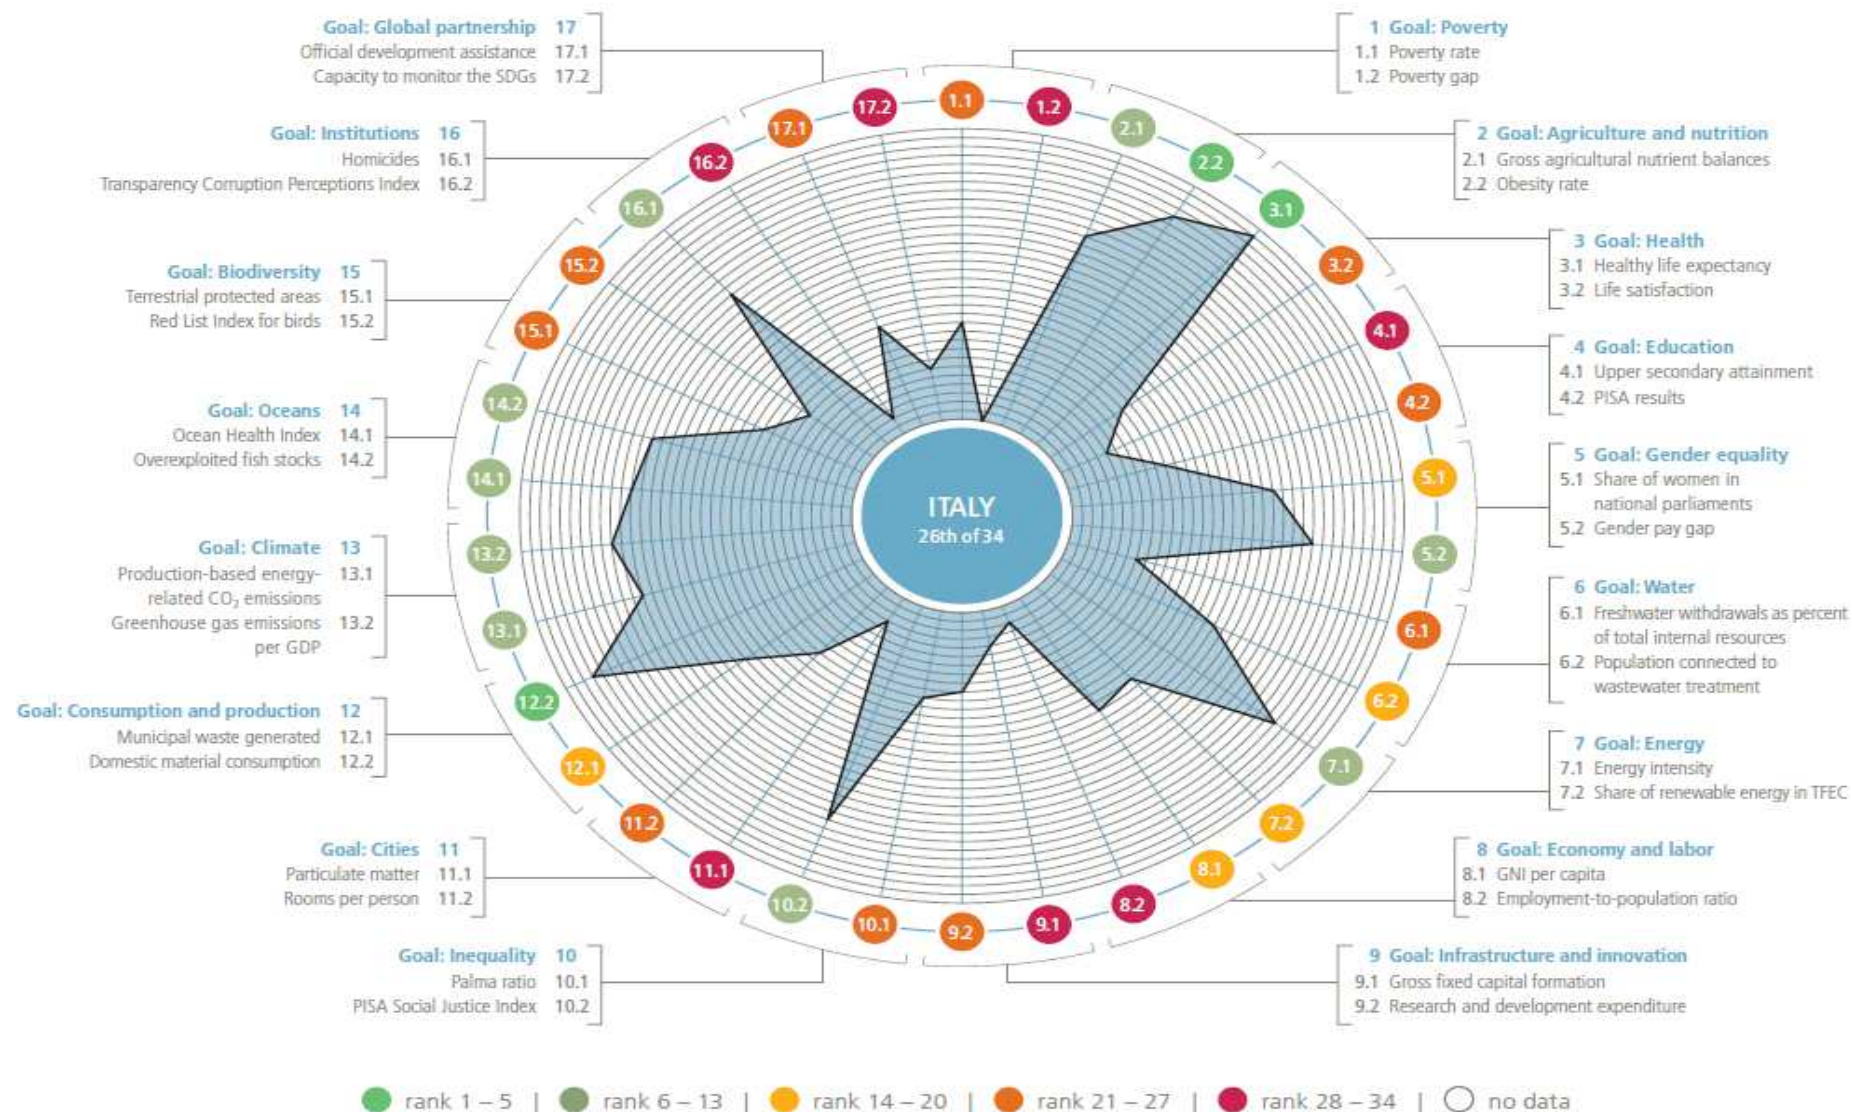 Goal: Global partnership 17
Official development assistance 17.1
Capacity to monitor the SDGs 17.2
Goal: Institutions 16
Homicides 16.1
Transparency Corruption Perceptions Index 16.2
Goal: Biodiversity 15
Terrestrial protected areas 15.1
Red List Index for birds 15.2
Goal: Oceans 14
Ocean Health Index 14.1
Overexploited fish stocks 14.2
Goal: Climate 13
Production-based energy- 13.1
related CO₂ emissions
Greenhouse gas emissions 13.2
per GDP
Goal: Consumption and production 12
Municipal waste generated 12.1
Domestic material consumption 12.2
Goal: Cities 11
Particulate matter 11.1
Rooms per person 11.2
Goal: Inequality 10
Palma ratio 10.1
PISA Social Justice Index 10.2
1.1
1.2
2.1
2.2
3.1
3.2
4.1
4.2
5.1
5.2
6.1
6.2
7.1
7.2
8.1
8.2
9.1
9.2
10.1
10.2
11.1
11.2
12.1
12.2
13.1
13.2
14.1
14.2
15.1
15.2
16.1
16.2
17.1
17.2
ITALY
26th of 34
1 Goal: Poverty
1.1 Poverty rate
1.2 Poverty gap
2 Goal: Agriculture and nutrition
2.1 Gross agricultural nutrient balances
2.2 Obesity rate
3 Goal: Health
3.1 Healthy life expectancy
3.2 Life satisfaction
4 Goal: Education
4.1 Upper secondary attainment
4.2 PISA results
5 Goal: Gender equality
5.1 Share of women in
national parliaments
5.2 Gender pay gap
6 Goal: Water
6.1 Freshwater withdrawals as percent
of total internal resources
6.2 Population connected to
wastewater treatment
7 Goal: Energy
7.1 Energy intensity
7.2 Share of renewable energy in TFEC
8 Goal: Economy and labor
8.1 GNI per capita
8.2 Employment-to-population ratio
9 Goal: Infrastructure and innovation
9.1 Gross fixed capital formation
9.2 Research and development expenditure
rank 1 – 5 | rank 6 – 13 | rank 14 – 20 | rank 21 – 27 | rank 28 – 34 | no data